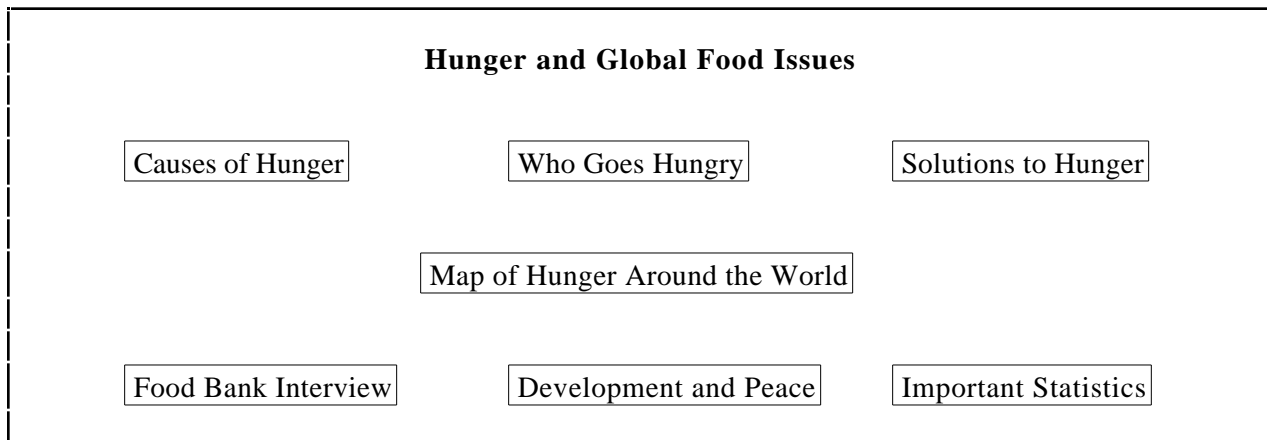 Hunger and Global Food Issues
Causes of Hunger
Who Goes Hungry
Solutions to Hunger
Map of Hunger Around the World
Food Bank Interview
Development and Peace
Important Statistics